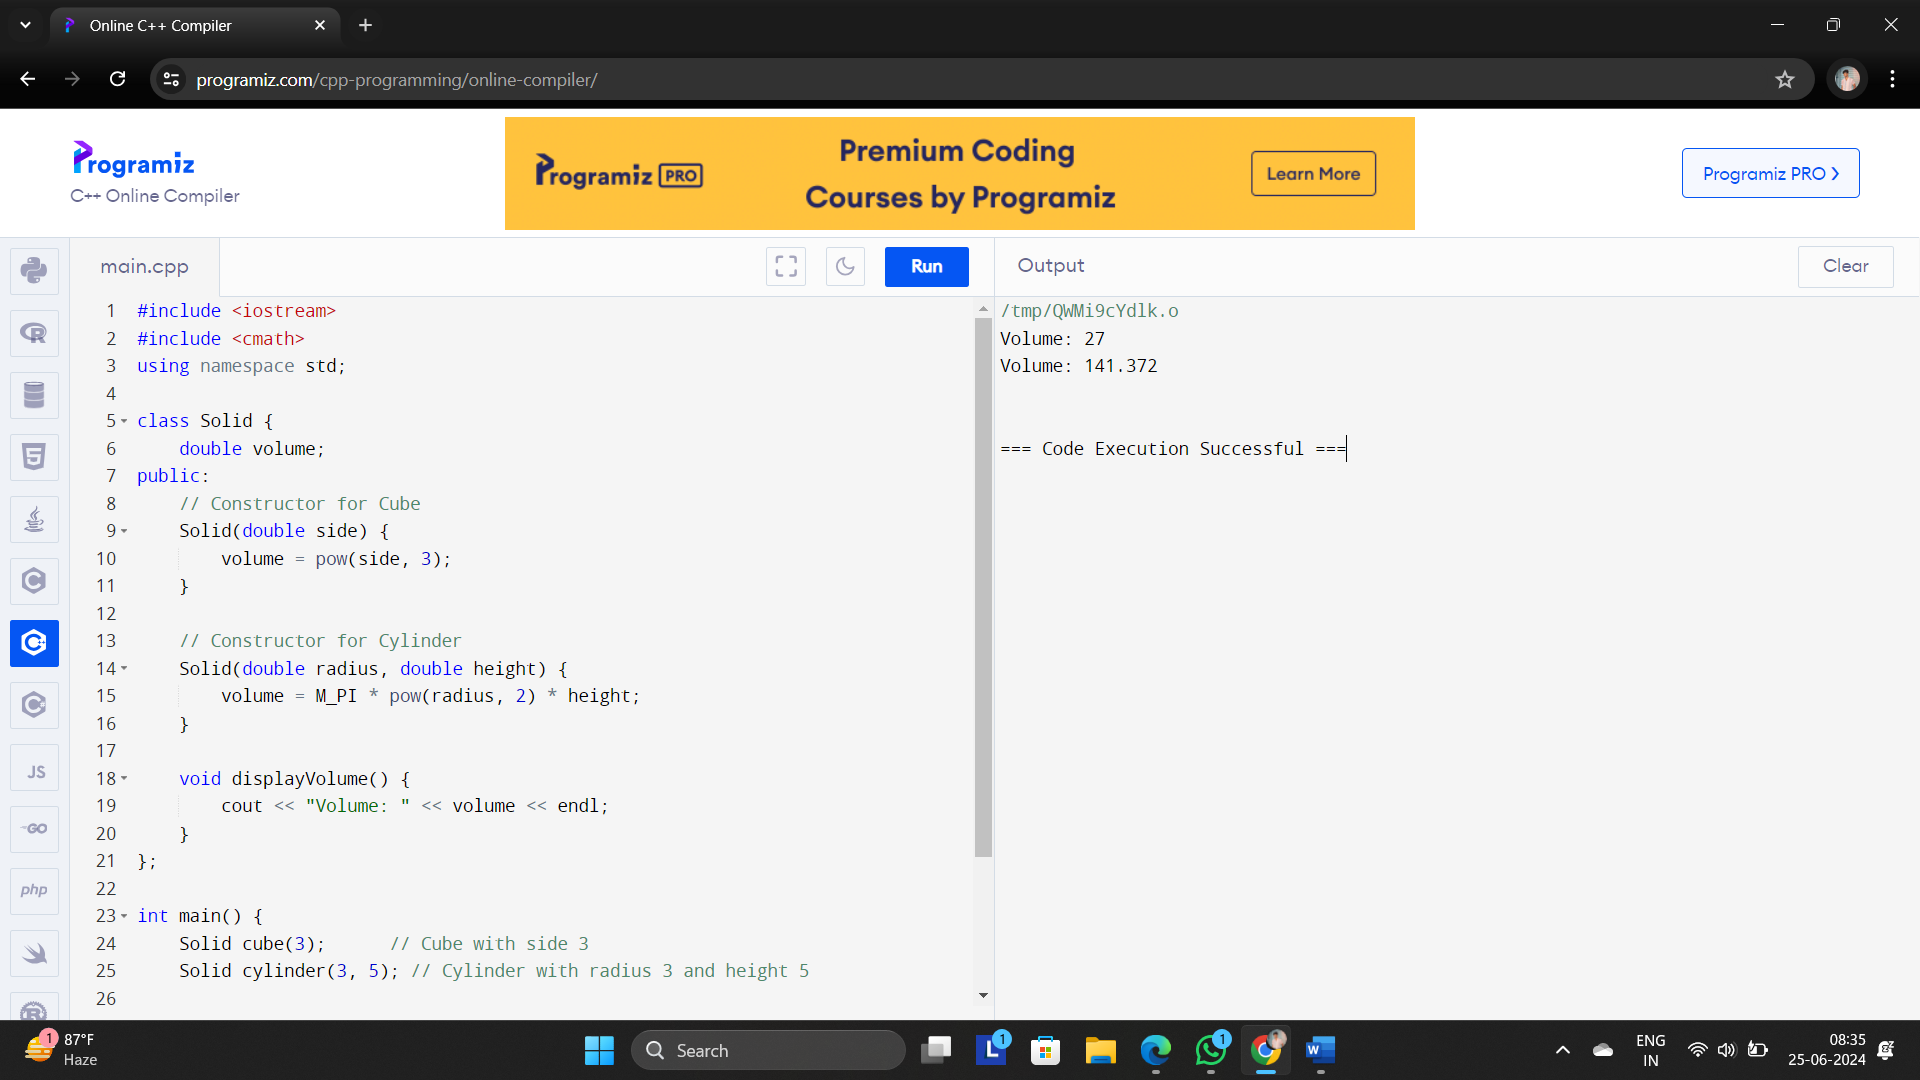 Online C++ Compiler
programiz.com/cpp-programming/online-compiler/
Programiz
C++ Online Compiler
Programiz PRO
Premium Coding
Courses by Programiz
Learn More
Programiz PRO
main.cpp
Run
Output
Clear
1 #include <iostream>
2 #include <cmath>
3 using namespace std;
4
5 class Solid {
6 double volume;
7 public:
8 // Constructor for Cube
9 Solid(double side) {
10 volume = pow(side, 3);
11 }
12
13 // Constructor for Cylinder
14 Solid(double radius, double height) {
15 volume = M_PI * pow(radius, 2) * height;
16 }
17
18 void displayVolume() {
19 cout << "Volume: " << volume << endl;
20 }
21 };
22
23 int main() {
24 Solid cube(3); // Cube with side 3
25 Solid cylinder(3, 5); // Cylinder with radius 3 and height 5
26
/tmp/QWMi9cYdlk.o
Volume: 27
Volume: 141.372
=== Code Execution Successful ===
R
5
C
C
C
JS
GO
php
R
1
87°F
Haze
Search
L
1
1
W
ENG
IN
08:35
25-06-2024